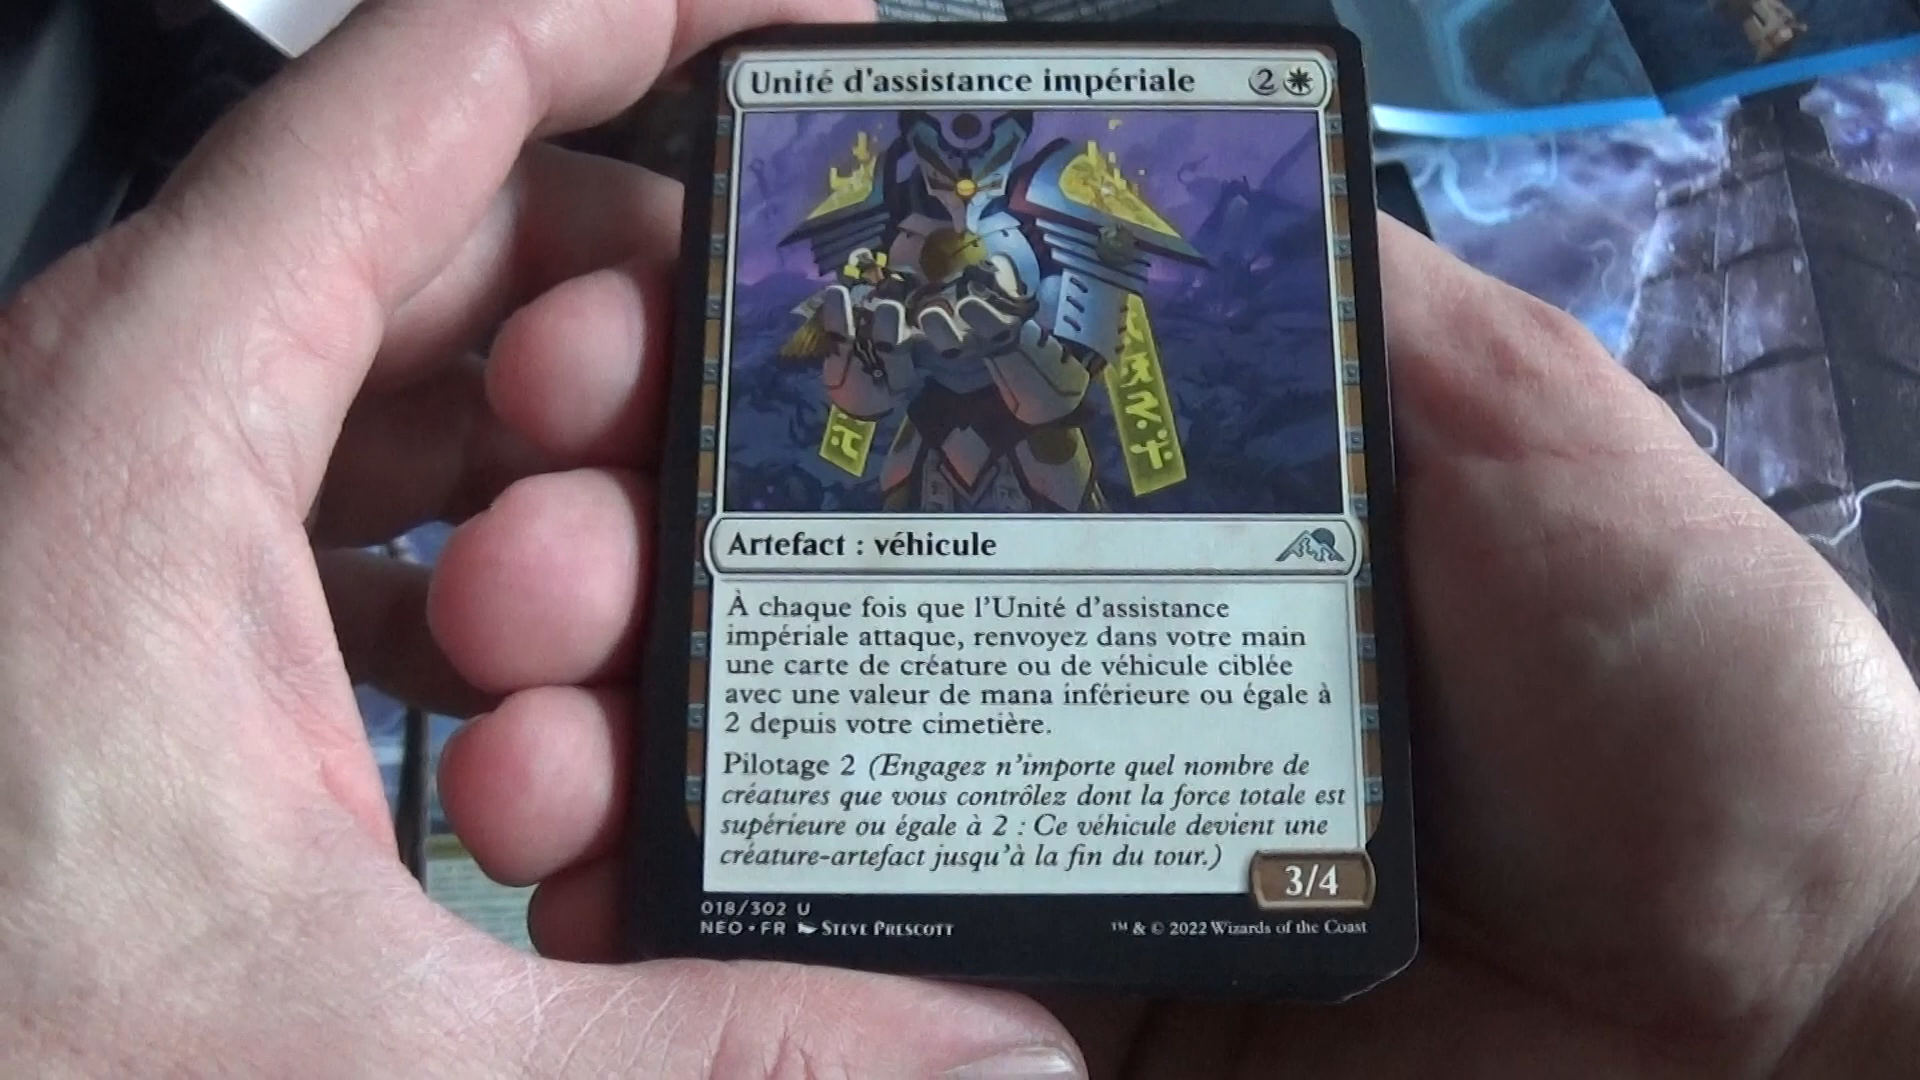 Unité d'assistance impériale 2
Artefact : véhicule
À chaque fois que l'Unité d'assistance
impériale attaque, renvoyez dans votre main
une carte de créature ou de véhicule ciblée
avec une valeur de mana inférieure ou égale à
2 depuis votre cimetière.
Pilotage 2 (Engagez n'importe quel nombre de
créatures que vous contrôlez dont la force totale est
supérieure ou égale à 2 : Ce véhicule devient une
créature-artefact jusqu'à la fin du tour.)
3/4
018/302 U
NEO • FR Steve Prescott
™ & © 2022 Wizards of the Coast